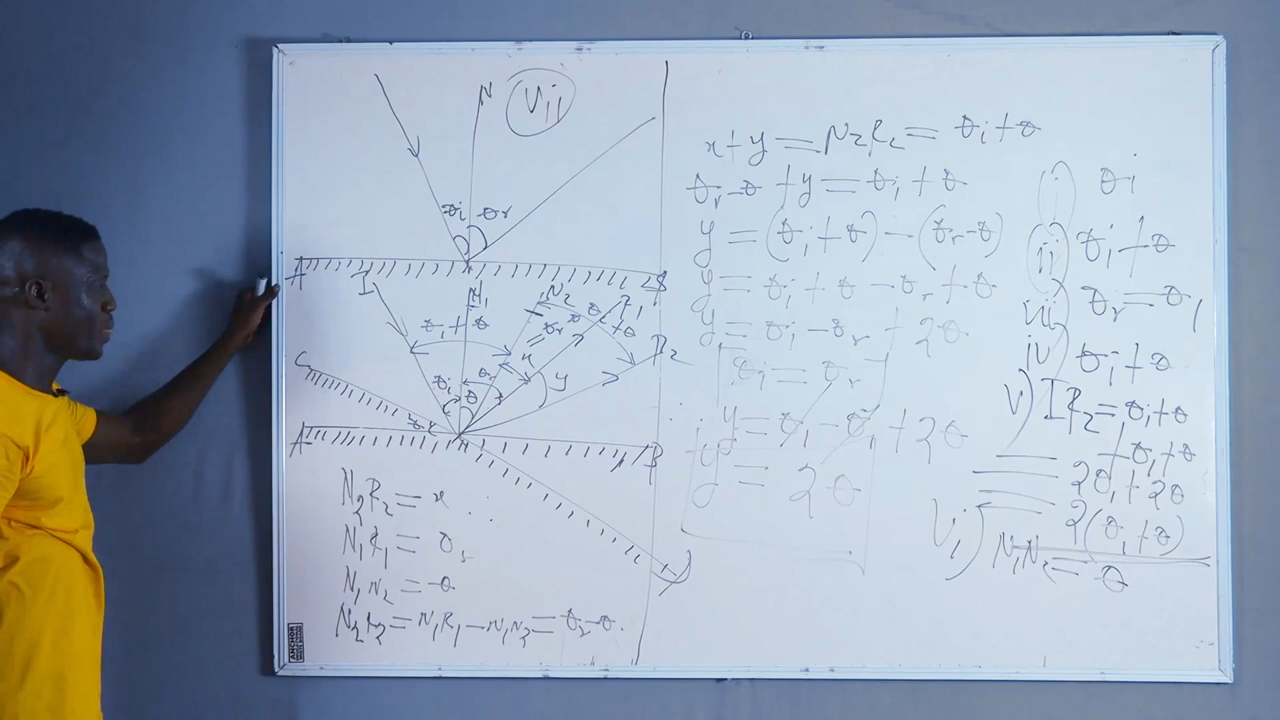 N
Vii
θi θr
A B
I N1 N2 R1
θi + θ
R2
C
y
θi θr
θ
A B
N2R2 = x
N1R1 = θr
N1N2 = θ
N2R2 = N1R1 - N1N2 = θr-θ.
D
ANCHOR
x+y = N2R2 = θi+θ
θr-θ+y = θi+θ
y = (θi+θ) - (θr-θ)
y = θi+θ-θr+θ
y = θi-θr+2θ
θi = θr
∴ y = θi-θi+2θ
y = 2θ
i) θi
ii) θi+θ
iii) θr=θi
iv) θi+θ
v) IR2=θi+θ
+θi+θ
= 2θi+2θ
= 2(θi+θ)
Vi) N1N2 = θ